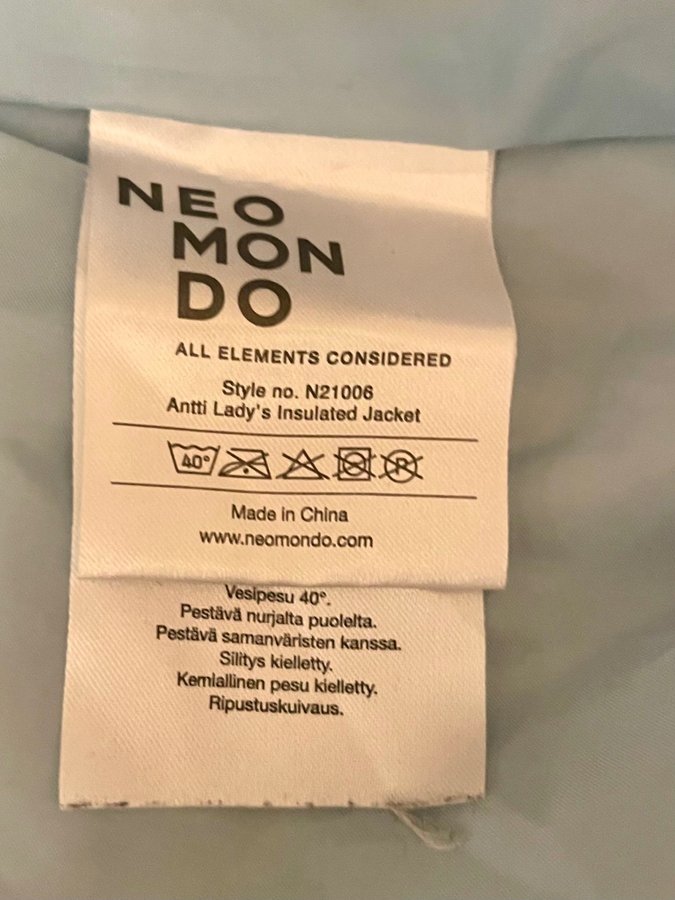 NEO
MON
DO
ALL ELEMENTS CONSIDERED
Style no. N21006
Antti Lady's Insulated Jacket
40° P
Made in China
www.neomondo.com
Vesipesu 40°.
Pestävä nurjalta puolelta.
Pestävä samanväristen kanssa.
Silitys kielletty.
Kemiallinen pesu kielletty.
Ripustuskuivaus.